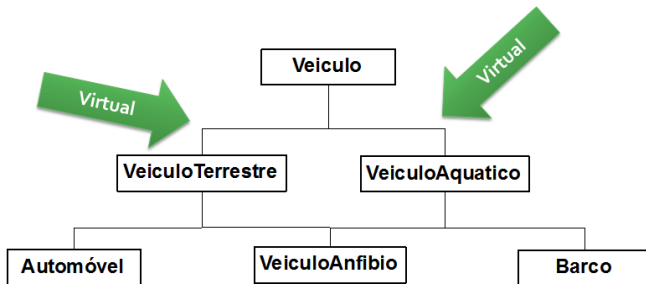 Veiculo
Virtual
Virtual
VeiculoTerrestre
VeiculoAquatico
Automóvel
VeiculoAnfibio
Barco